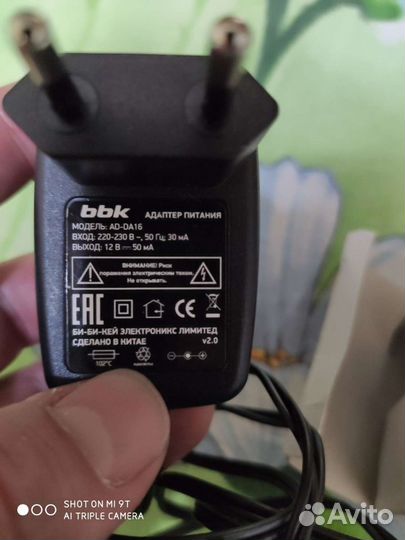 bbk АДАПТЕР ПИТАНИЯ
МОДЕЛЬ: AD-DA16
ВХОД: 220-230 В ~, 50 Гц; 30 мА
ВЫХОД: 12 В ⎓ 50 мА
ВНИМАНИЕ! Риск
поражения электрическим током.
Не открывать.
EAC CE
БИ-БИ-КЕЙ ЭЛЕКТРОНИКС ЛИМИТЕД
СДЕЛАНО В КИТАЕ v2.0
102°C
SHOT ON MI 9T
AI TRIPLE CAMERA
Avito